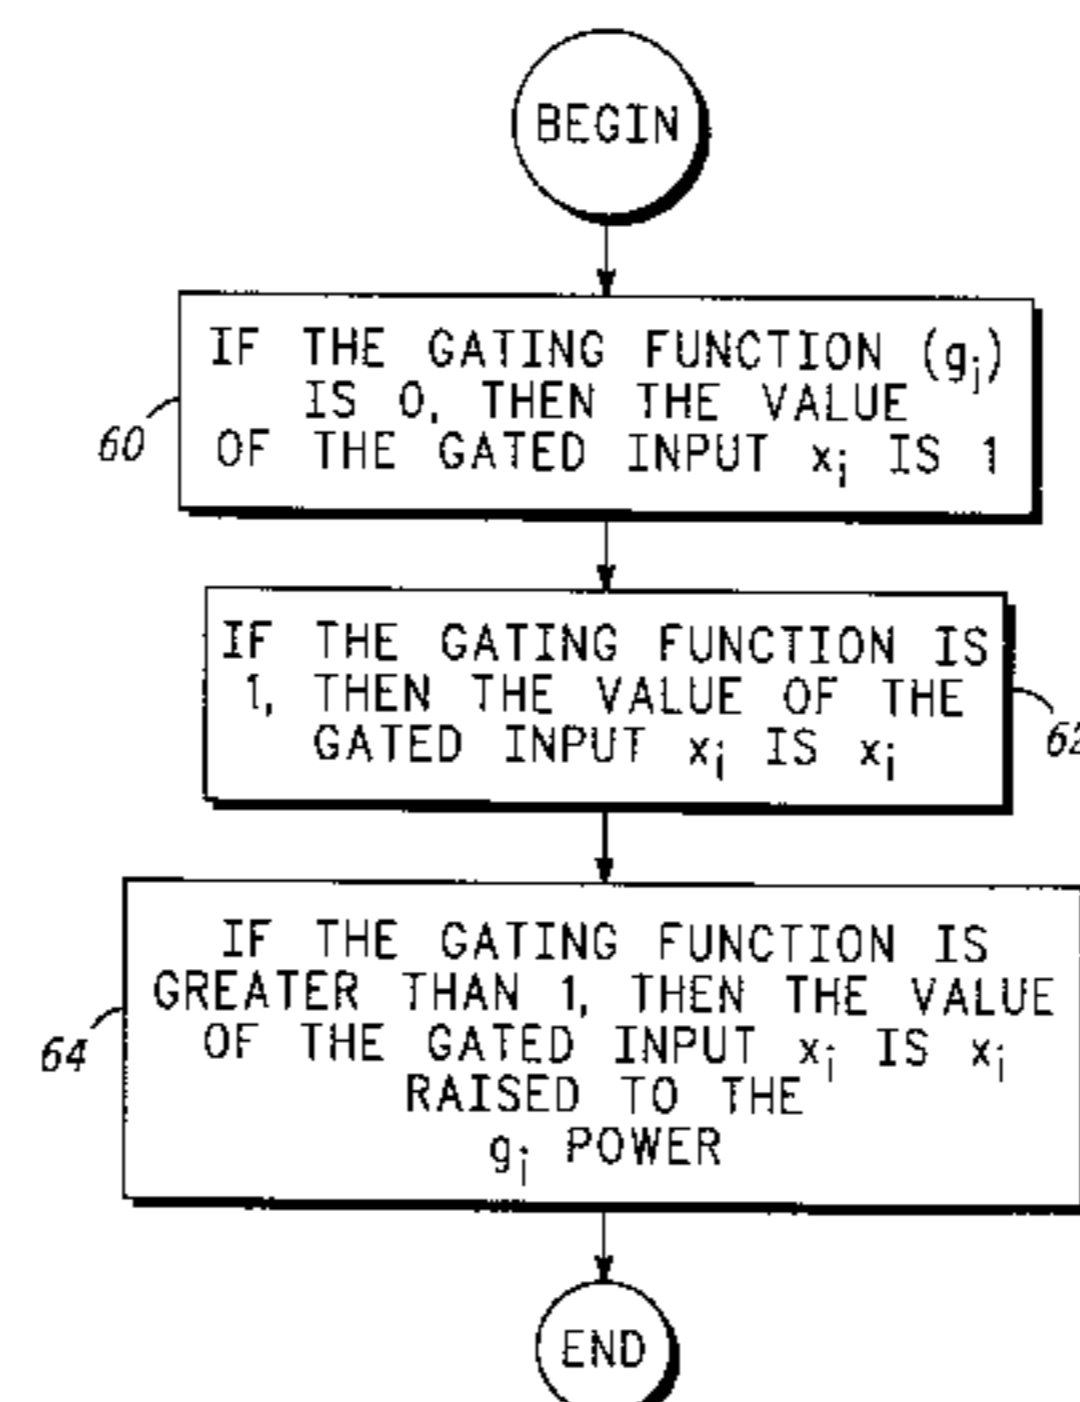 BEGIN
IF THE GATING FUNCTION (gi)
IS 0, THEN THE VALUE
OF THE GATED INPUT xi IS 1
60
IF THE GATING FUNCTION IS
1, THEN THE VALUE OF THE
GATED INPUT xi IS xi
62
IF THE GATING FUNCTION IS
GREATER THAN 1, THEN THE VALUE
OF THE GATED INPUT xi IS xi
RAISED TO THE
gi POWER
64
END